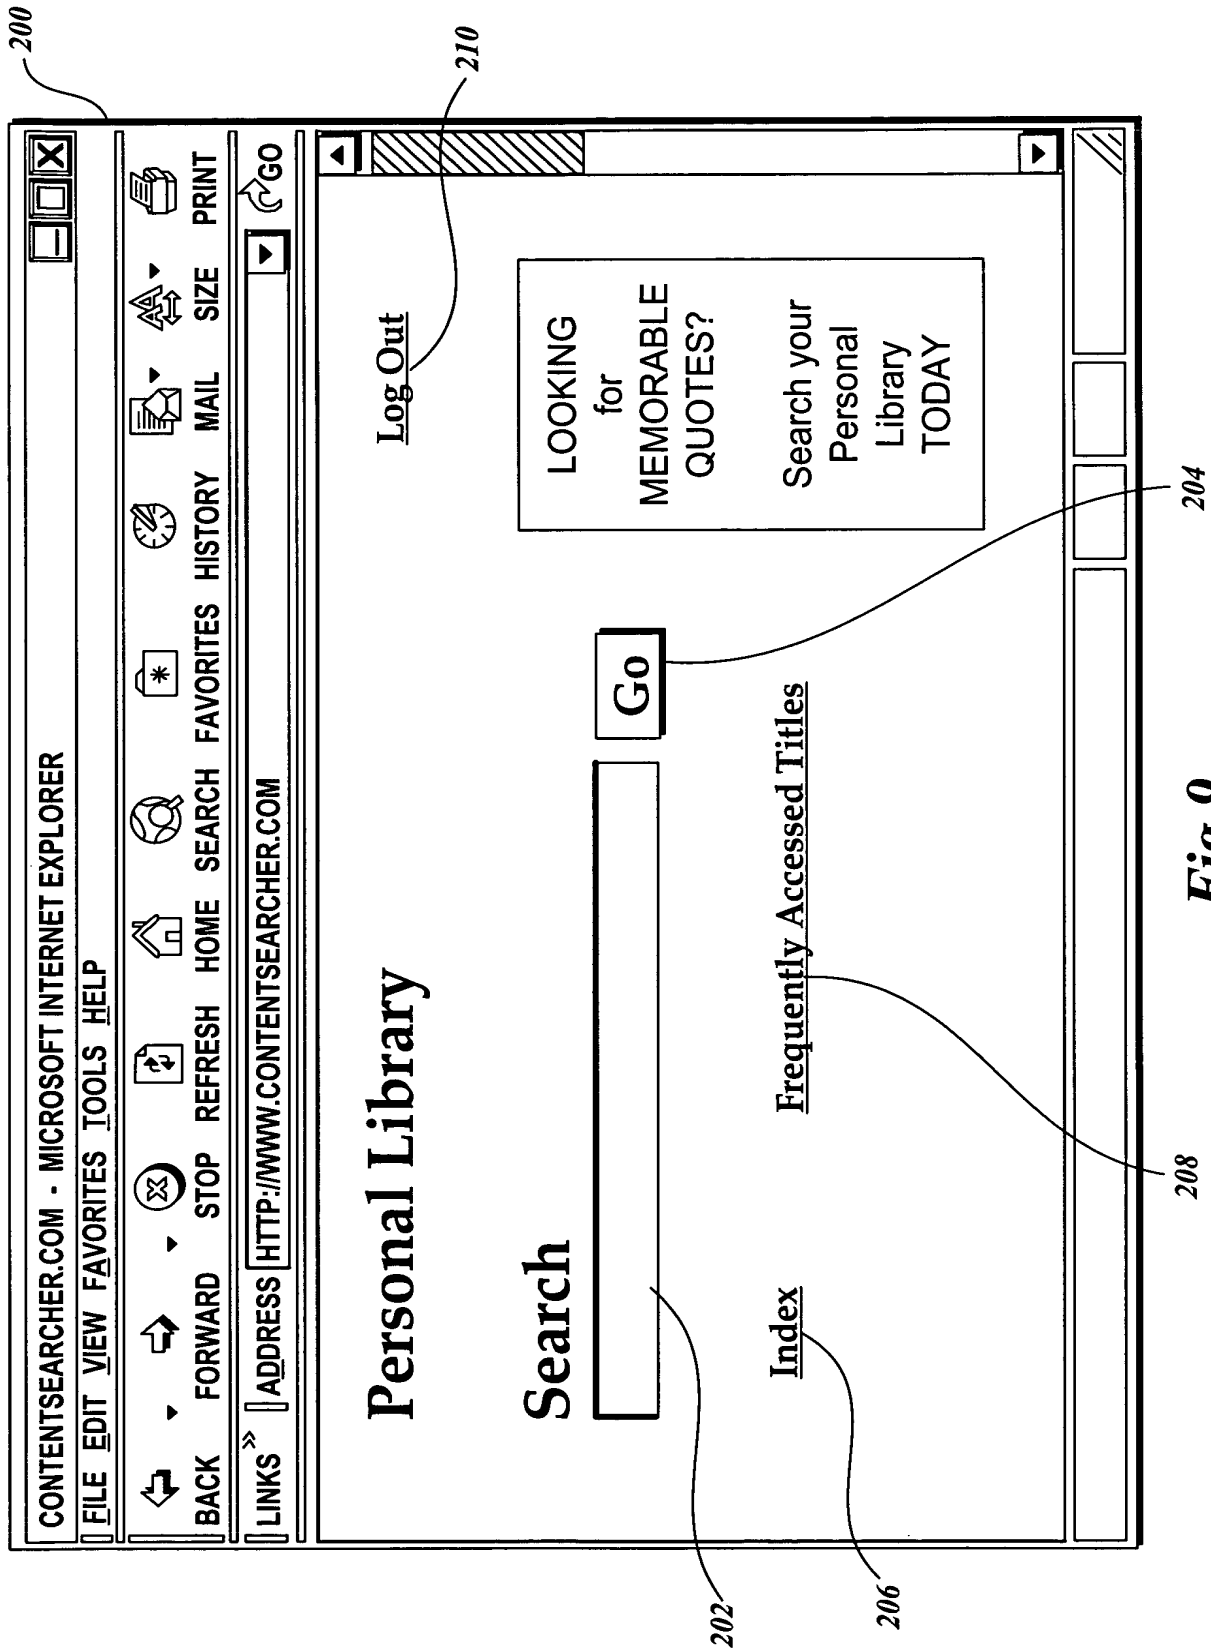 200
CONTENTSEARCHER.COM - MICROSOFT INTERNET EXPLORER
FILE EDIT VIEW FAVORITES TOOLS HELP
BACK FORWARD STOP REFRESH HOME SEARCH FAVORITES HISTORY MAIL SIZE PRINT
LINKS » ADDRESS HTTP://WWW.CONTENTSEARCHER.COM GO
210
Personal Library
Log Out
Search
Go
LOOKING
for
MEMORABLE
QUOTES?
Search your
Personal
Library
TODAY
202
Index
Frequently Accessed Titles
206
208
204
Fig.9.